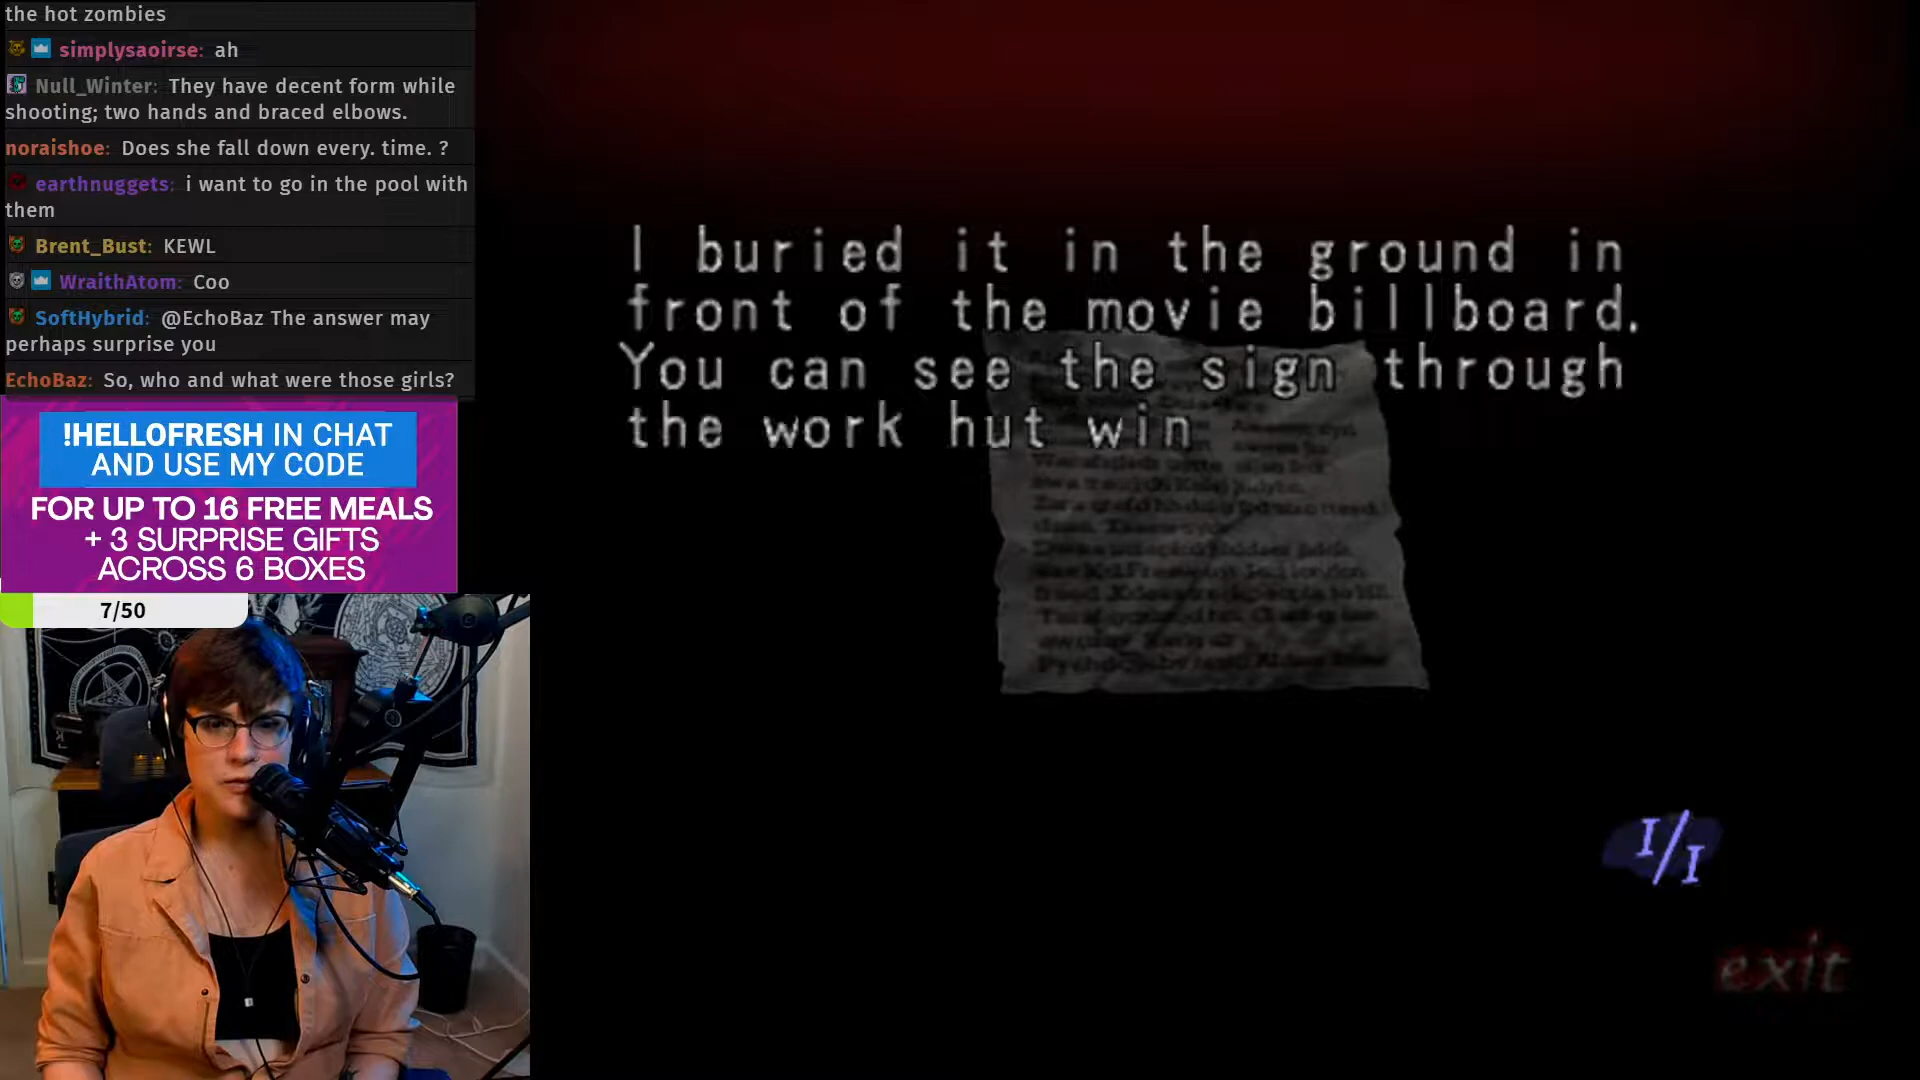 the hot zombies
simplysaoirse: ah
Null_Winter: They have decent form while
shooting; two hands and braced elbows.
noraishoe: Does she fall down every. time. ?
earthnuggets: i want to go in the pool with
them
Brent_Bust: KEWL
WraithAtom: Coo
SoftHybrid: @EchoBaz The answer may
perhaps surprise you
EchoBaz: So, who and what were those girls?
!HELLOFRESH IN CHAT
AND USE MY CODE
FOR UP TO 16 FREE MEALS
+ 3 SURPRISE GIFTS
ACROSS 6 BOXES
7/50
I buried it in the ground in
front of the movie billboard.
You can see the sign through
the work hut win
I/I
exit